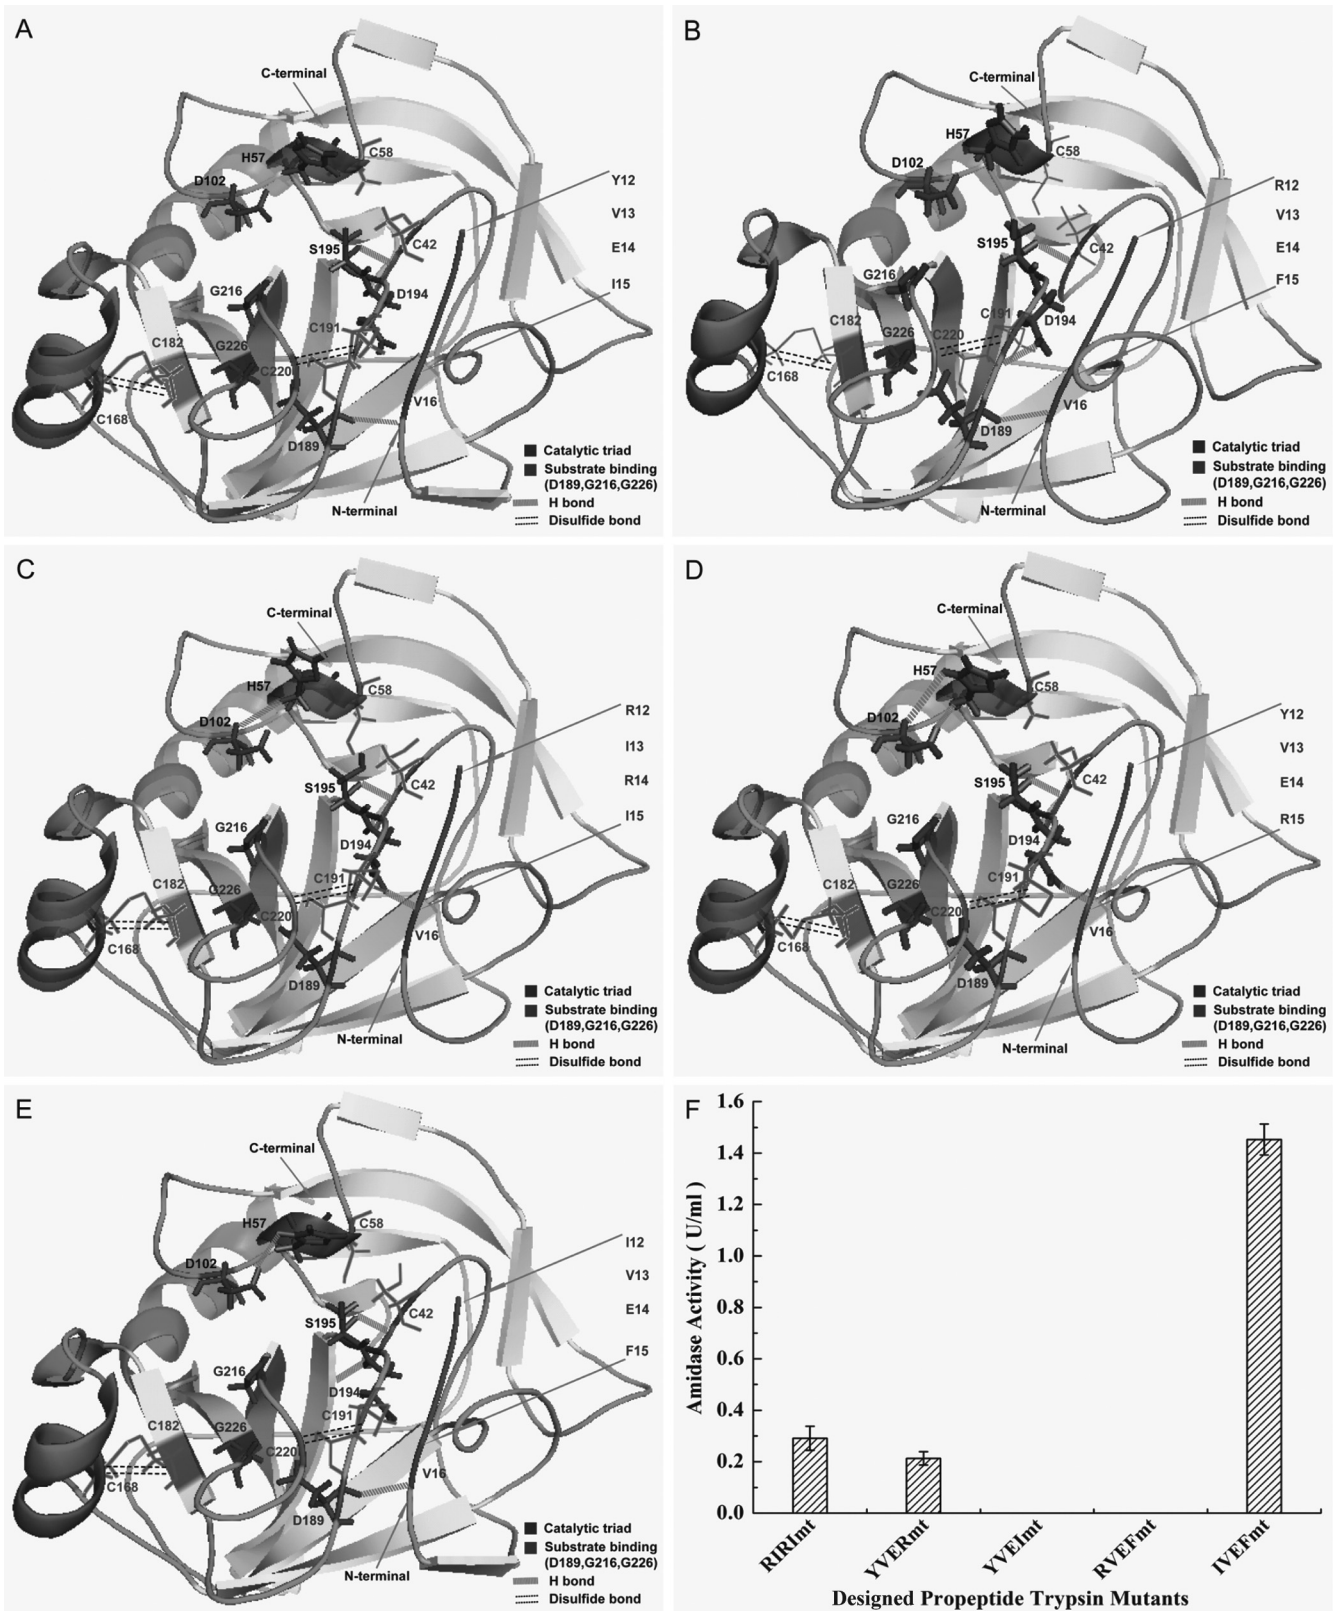 A
C-terminal
H57
C58
D102
Y12
V13
E14
I15
S195
C42
G216
D194
C191
C182
G226
C220
C168
V16
D189
N-terminal
Catalytic triad
Substrate binding
(D189,G216,G226)
H bond
Disulfide bond
B
C-terminal
H57
C58
D102
R12
V13
E14
F15
S195
C42
G216
C191
D194
C182
G226
C220
C168
V16
D189
N-terminal
Catalytic triad
Substrate binding
(D189,G216,G226)
H bond
Disulfide bond
C
C-terminal
H57
C58
D102
R12
I13
R14
I15
S195
C42
G216
D194
C191
C182
G226
C220
C168
V16
D189
N-terminal
Catalytic triad
Substrate binding
(D189,G216,G226)
H bond
Disulfide bond
D
C-terminal
H57
C58
D102
Y12
V13
E14
R15
S195
C42
G216
D194
C191
C182
G226
C220
C168
V16
D189
N-terminal
Catalytic triad
Substrate binding
(D189,G216,G226)
H bond
Disulfide bond
E
C-terminal
H57
C58
D102
I12
V13
E14
F15
S195
C42
G216
D194
C191
C182
G226
C220
C168
V16
D189
N-terminal
Catalytic triad
Substrate binding
(D189,G216,G226)
H bond
Disulfide bond
F
Amidase Activity ( U/ml )
1.6
1.4
1.2
1.0
0.8
0.6
0.4
0.2
0.0
RIRImt
YVERmt
YVEImt
RVEFmt
IVEFmt
Designed Propeptide Trypsin Mutants